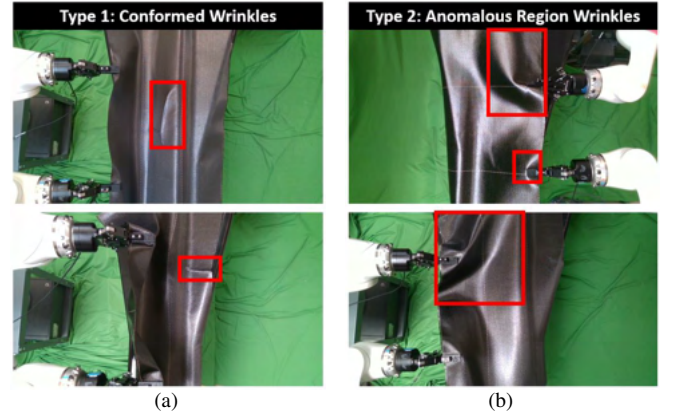 Type 1: Conformed Wrinkles
Type 2: Anomalous Region Wrinkles
(a)
(b)